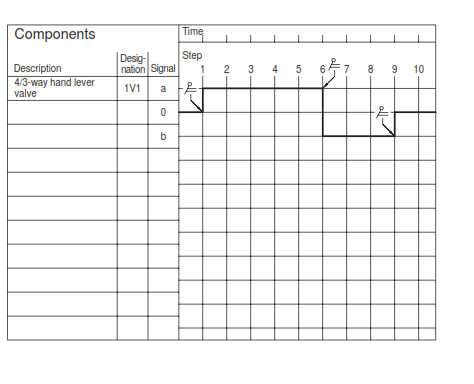 Components
Time
Step
Description
Desig-
nation
Signal
1 2 3 4 5 6 7 8 9 10
4/3-way hand lever
valve
1V1
a
0
b